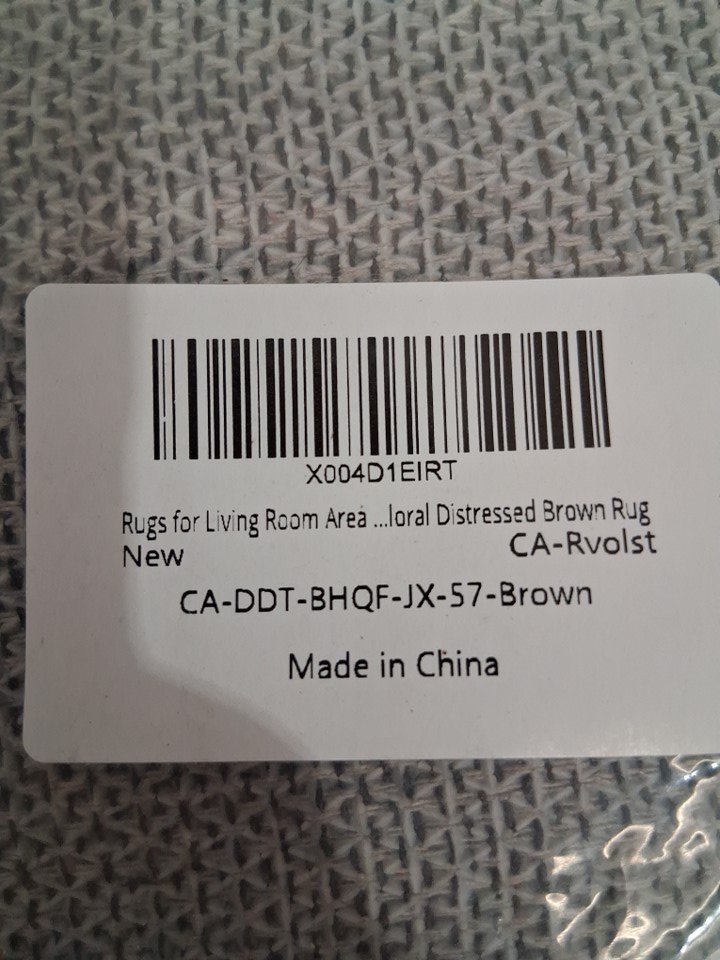 X004D1EIRT
Rugs for Living Room Area ...loral Distressed Brown Rug
New CA-Rvolst
CA-DDT-BHQF-JX-57-Brown
Made in China